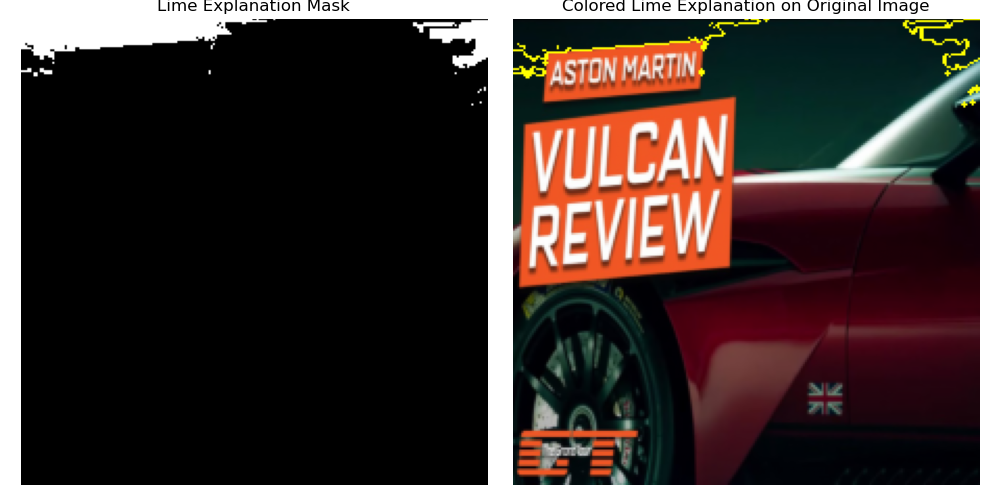 Lime Explanation Mask
Colored Lime Explanation on Original Image
ASTON MARTIN
VULCAN
REVIEW